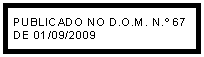 PUBLICADO NO D.O.M. N.º 67
DE 01/09/2009